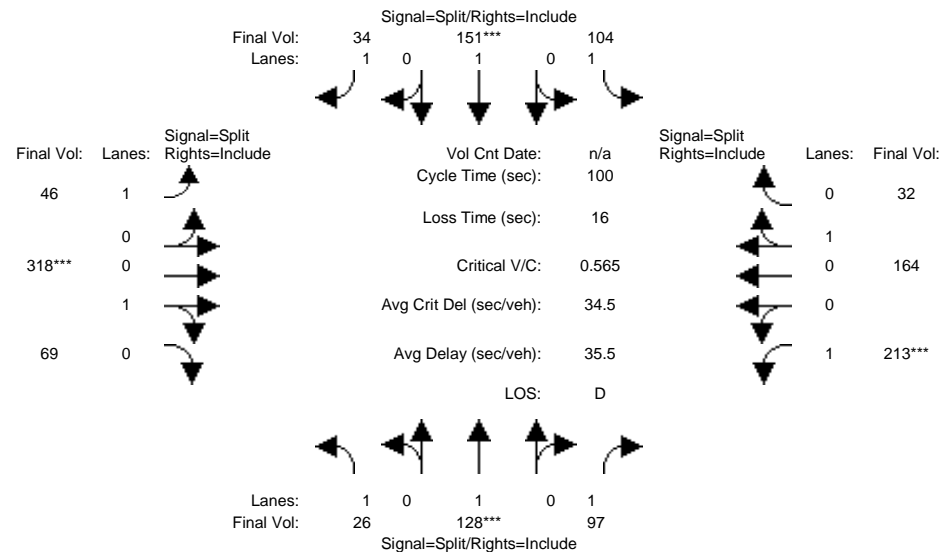 Signal=Split/Rights=Include
Final Vol: 34 151*** 104
Lanes: 1 0 1 0 1
Signal=Split
Final Vol: Lanes: Rights=Include
Vol Cnt Date: n/a
Signal=Split
Rights=Include Lanes: Final Vol:
Cycle Time (sec): 100
46 1
0 32
Loss Time (sec): 16
0
1
318*** 0
Critical V/C: 0.565
0 164
1
Avg Crit Del (sec/veh): 34.5
0
69 0
Avg Delay (sec/veh): 35.5
1 213***
LOS: D
Lanes: 1 0 1 0 1
Final Vol: 26 128*** 97
Signal=Split/Rights=Include